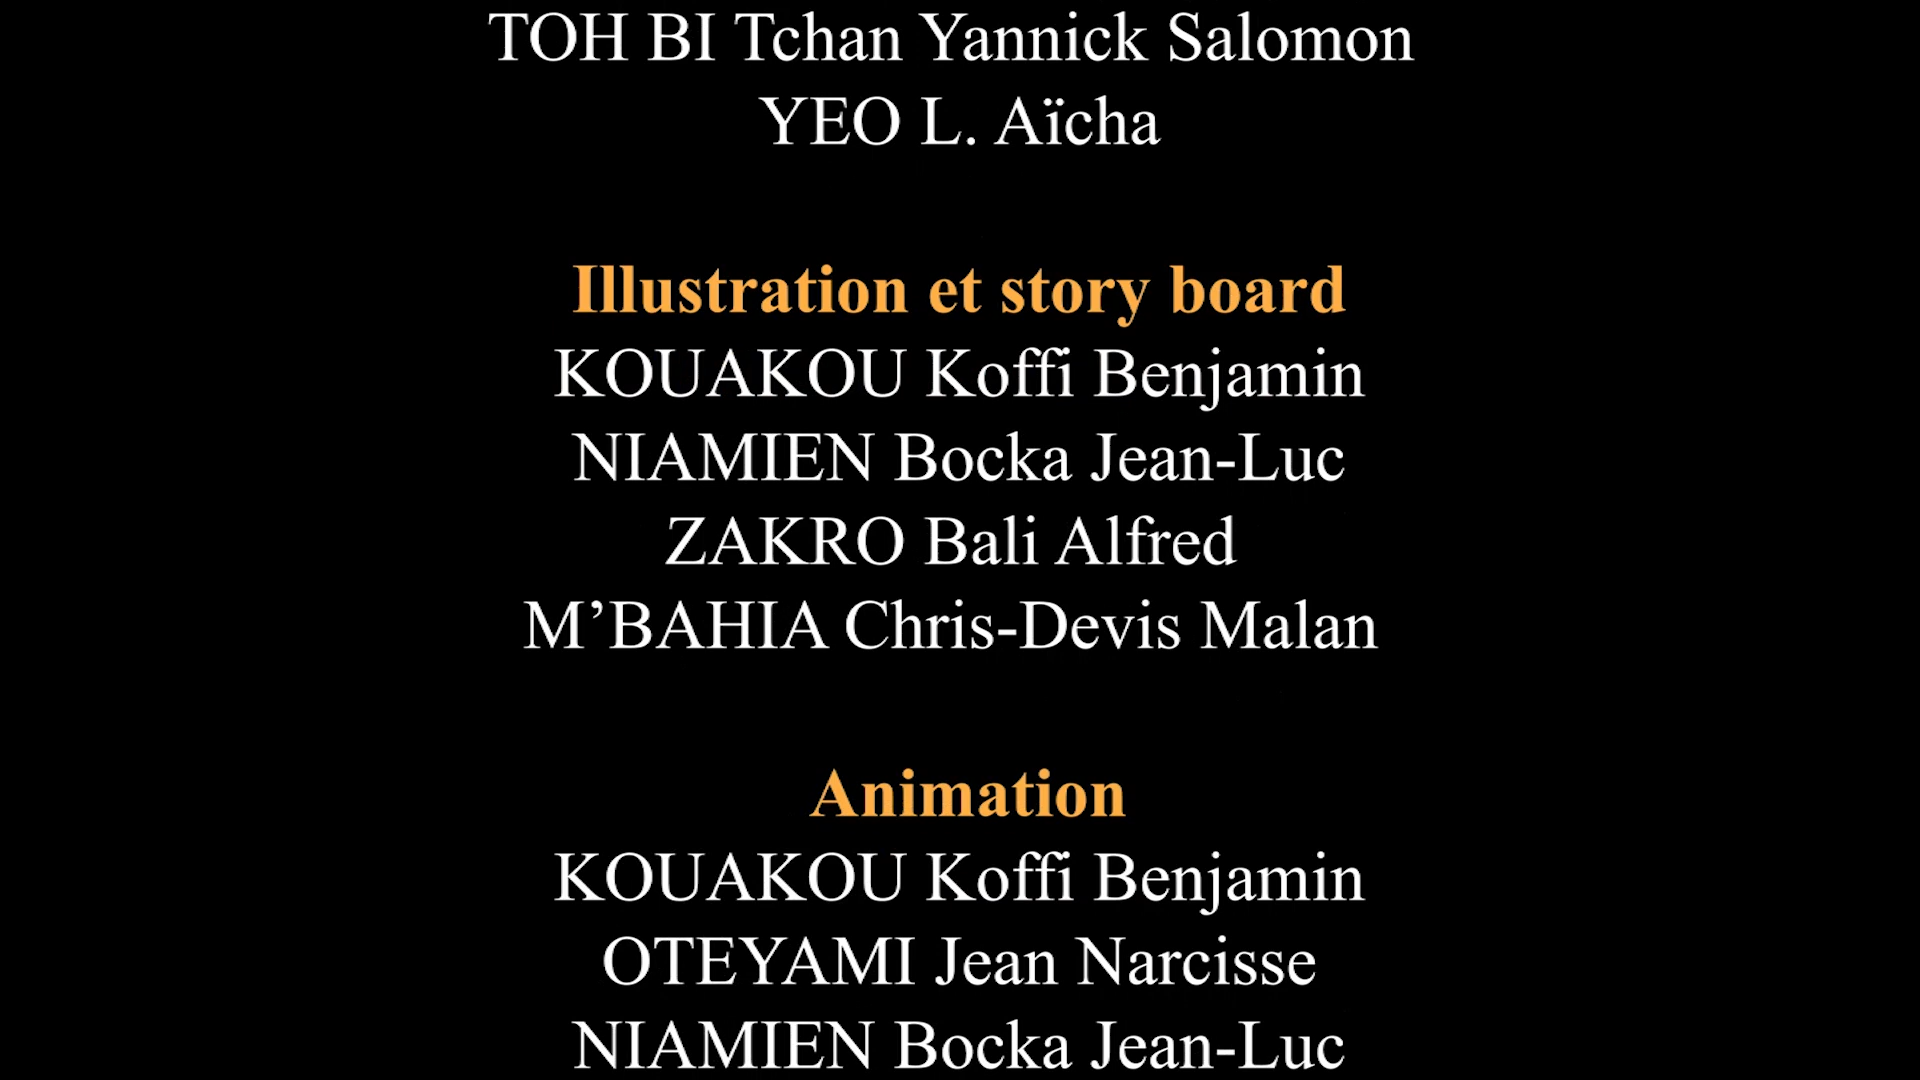 TOH BI Tchan Yannick Salomon
YEO L. Aïcha
Illustration et story board
KOUAKOU Koffi Benjamin
NIAMIEN Bocka Jean-Luc
ZAKRO Bali Alfred
M’BAHIA Chris-Devis Malan
Animation
KOUAKOU Koffi Benjamin
OTEYAMI Jean Narcisse
NIAMIEN Bocka Jean-Luc